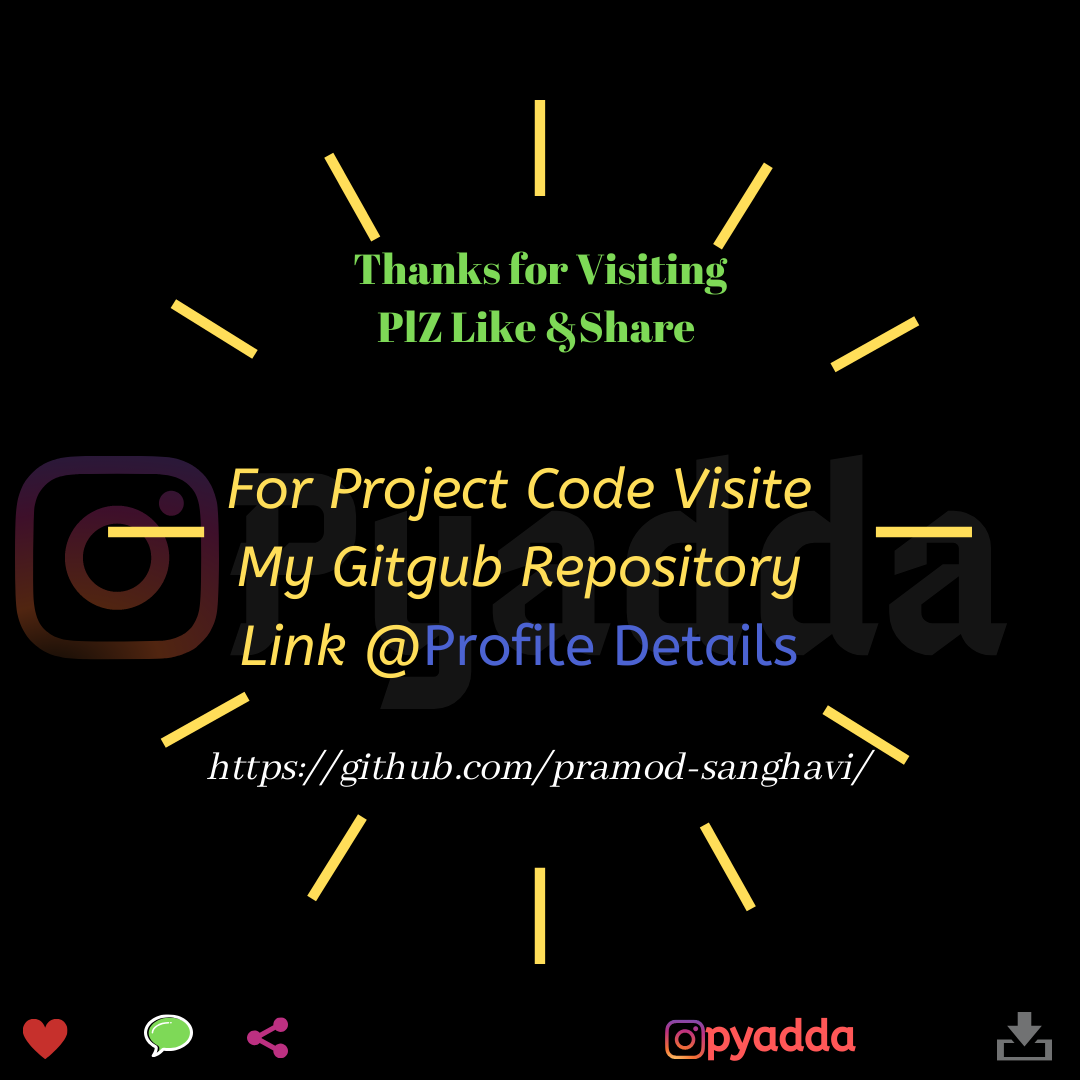 Thanks for Visiting
PlZ Like &Share
Pyadda
For Project Code Visite
My Gitgub Repository
Link @Profile Details
https://github.com/pramod-sanghavi/
pyadda